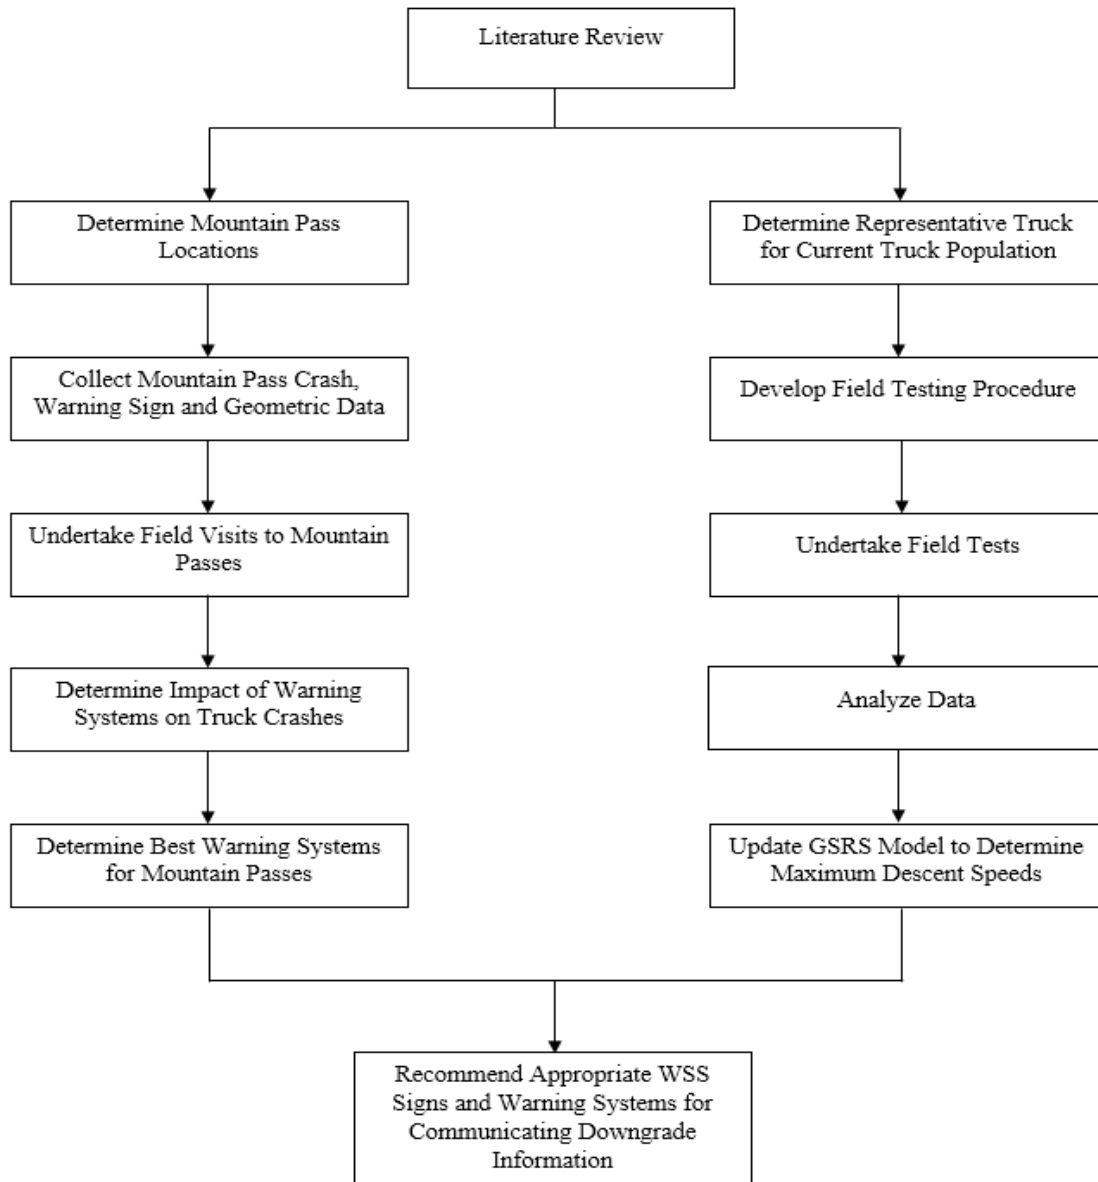 Literature Review
Determine Mountain Pass
Locations
Collect Mountain Pass Crash,
Warning Sign and Geometric Data
Undertake Field Visits to Mountain
Passes
Determine Impact of Warning
Systems on Truck Crashes
Determine Best Warning Systems
for Mountain Passes
Determine Representative Truck
for Current Truck Population
Develop Field Testing Procedure
Undertake Field Tests
Analyze Data
Update GSRS Model to Determine
Maximum Descent Speeds
Recommend Appropriate WSS
Signs and Warning Systems for
Communicating Downgrade
Information